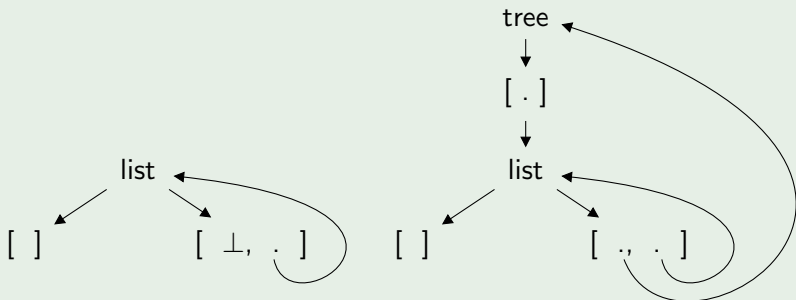 tree
[ . ]
list
list
[ ]
[ ⊥, . ]
[ ]
[ ., . ]